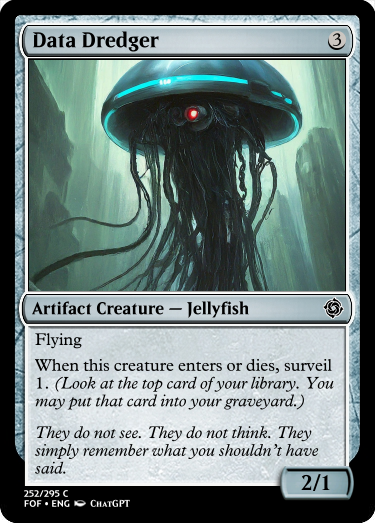 Data Dredger 3
Artifact Creature — Jellyfish
Flying
When this creature enters or dies, surveil
1. (Look at the top card of your library. You
may put that card into your graveyard.)
They do not see. They do not think. They
simply remember what you shouldn't have
said.
2/1
252/295 C
FOF • ENG ChatGPT